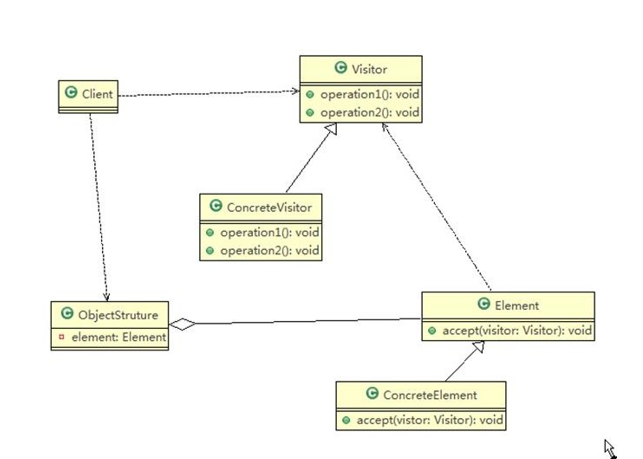 Visitor
operation1(): void
operation2(): void
Client
ConcreteVisitor
operation1(): void
operation2(): void
ObjectStruture
element: Element
Element
accept(visitor: Visitor): void
ConcreteElement
accept(vistor: Visitor): void